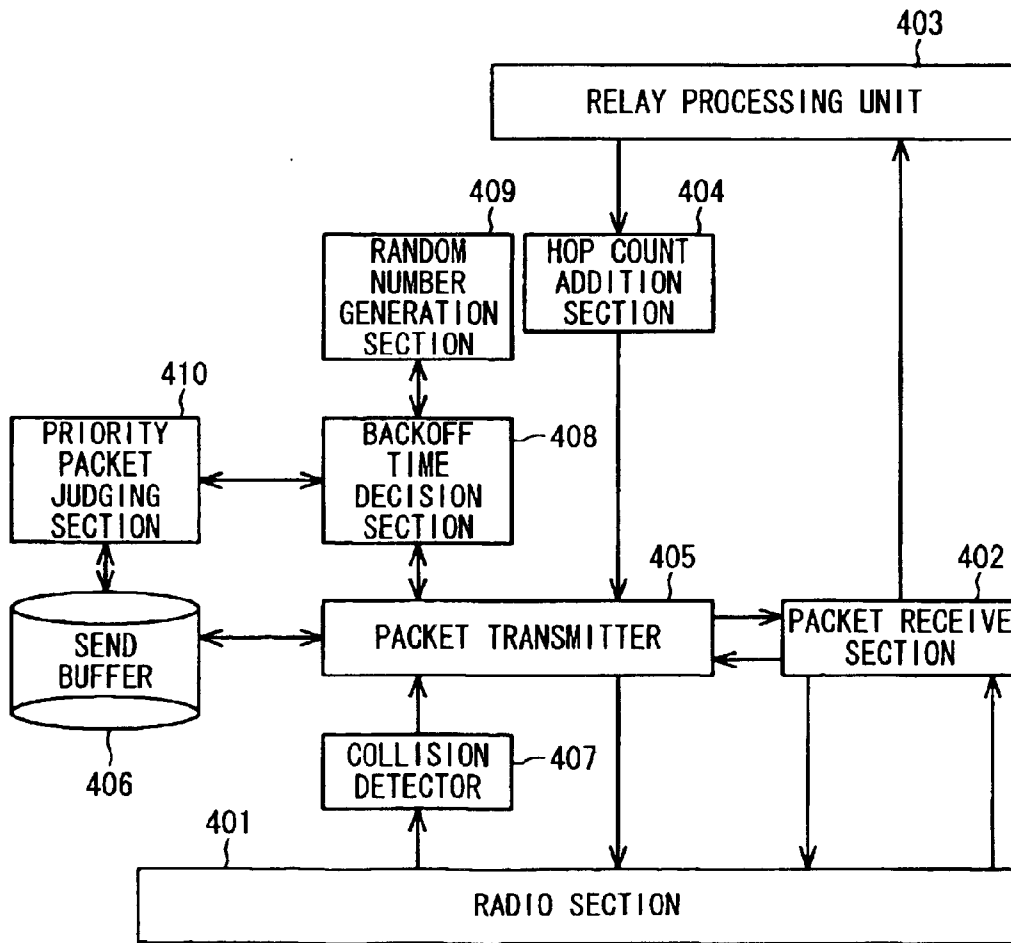 403
RELAY PROCESSING UNIT
409
404
RANDOM
NUMBER
GENERATION
SECTION
HOP COUNT
ADDITION
SECTION
410
PRIORITY
PACKET
JUDGING
SECTION
BACKOFF
TIME
DECISION
SECTION
408
405
402
SEND
BUFFER
PACKET TRANSMITTER
PACKET RECEIVE
SECTION
406
COLLISION
DETECTOR
407
401
RADIO SECTION